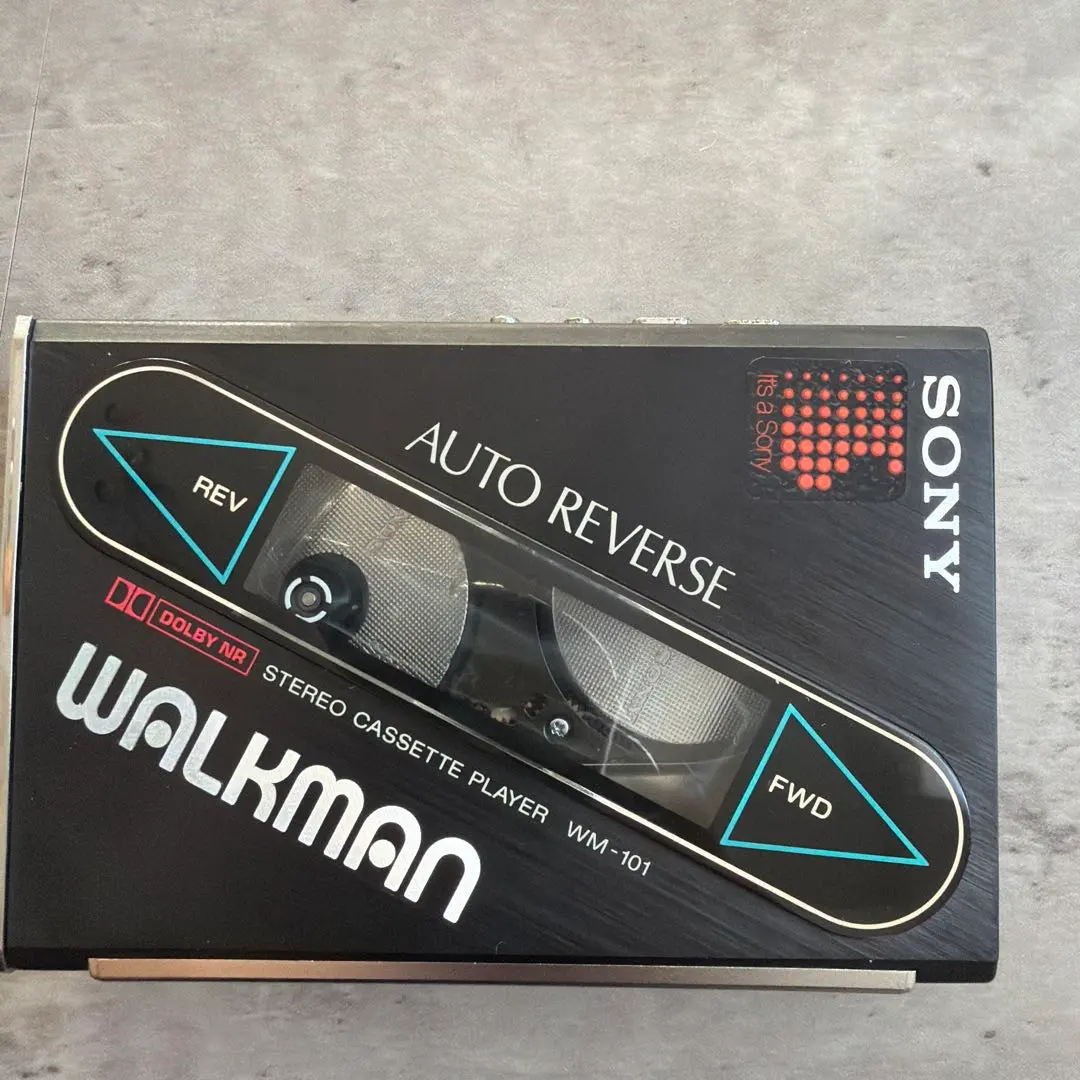 AUTO REVERSE
It's a Sony
SONY
REV
DOLBY NR
STEREO CASSETTE PLAYER WM-101
WALKMAN
FWD